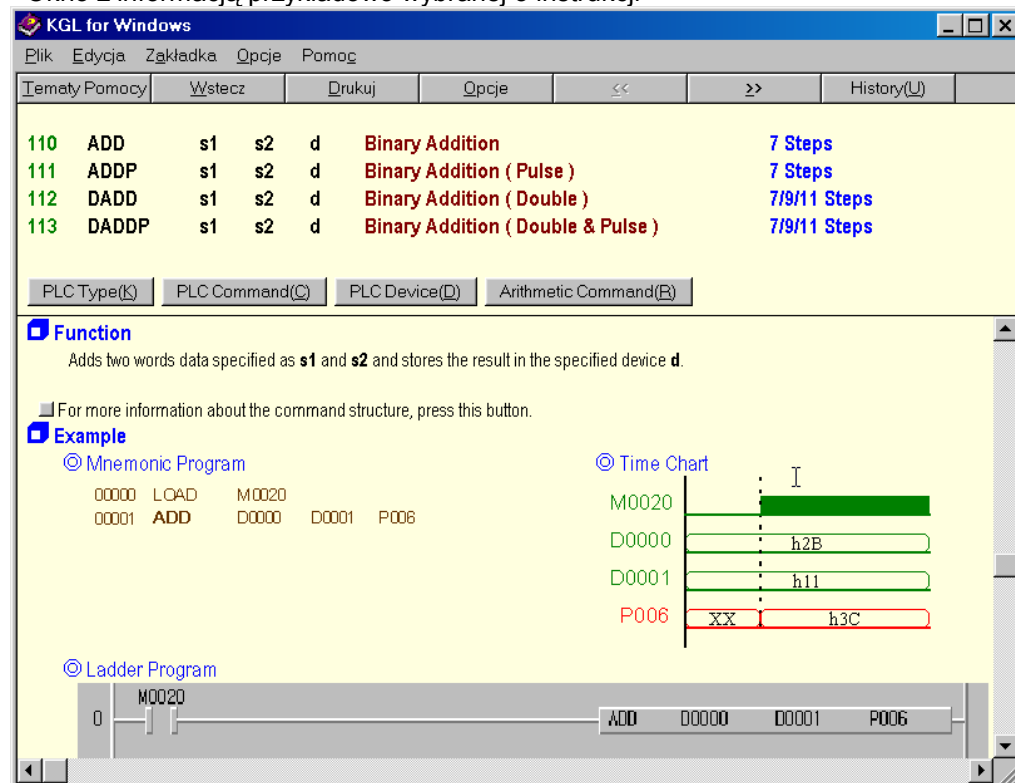 Okno z informacją przykładowo wybranej o instrukcji
KGL for Windows
Plik Edycja Zakładka Opcje Pomoc
Tematy Pomocy Wstecz Drukuj Opcje << >> History(U)
110 ADD s1 s2 d Binary Addition 7 Steps
111 ADDP s1 s2 d Binary Addition ( Pulse ) 7 Steps
112 DADD s1 s2 d Binary Addition ( Double ) 7/9/11 Steps
113 DADDP s1 s2 d Binary Addition ( Double & Pulse ) 7/9/11 Steps
PLC Type(K) PLC Command(C) PLC Device(D) Arithmetic Command(R)
Function
Adds two words data specified as s1 and s2 and stores the result in the specified device d.
For more information about the command structure, press this button.
Example
Mnemonic Program
00000 LOAD M0020
00001 ADD D0000 D0001 P006
Time Chart
M0020
D0000 h2B
D0001 h11
P006 XX h3C
Ladder Program
M0020
0 ADD D0000 D0001 P006